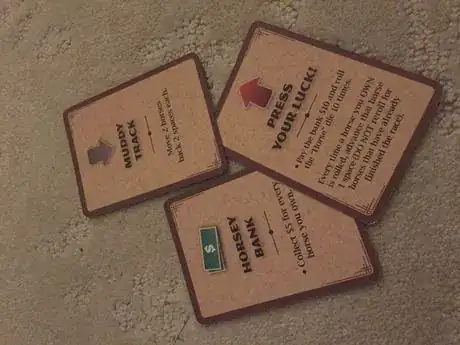 MUDDY
TRACK
Move 2 horses
back 2 spaces each.
PRESS
YOUR LUCK!
• Pay the bank $10 and roll
the "Horse" die 10 times.
Every time a horse you OWN
is rolled, advance that horse
1 space (DO NOT reroll for
horses that have already
finished the race).
$
HORSEY
BANK
• Collect $5 for every
horse you own.